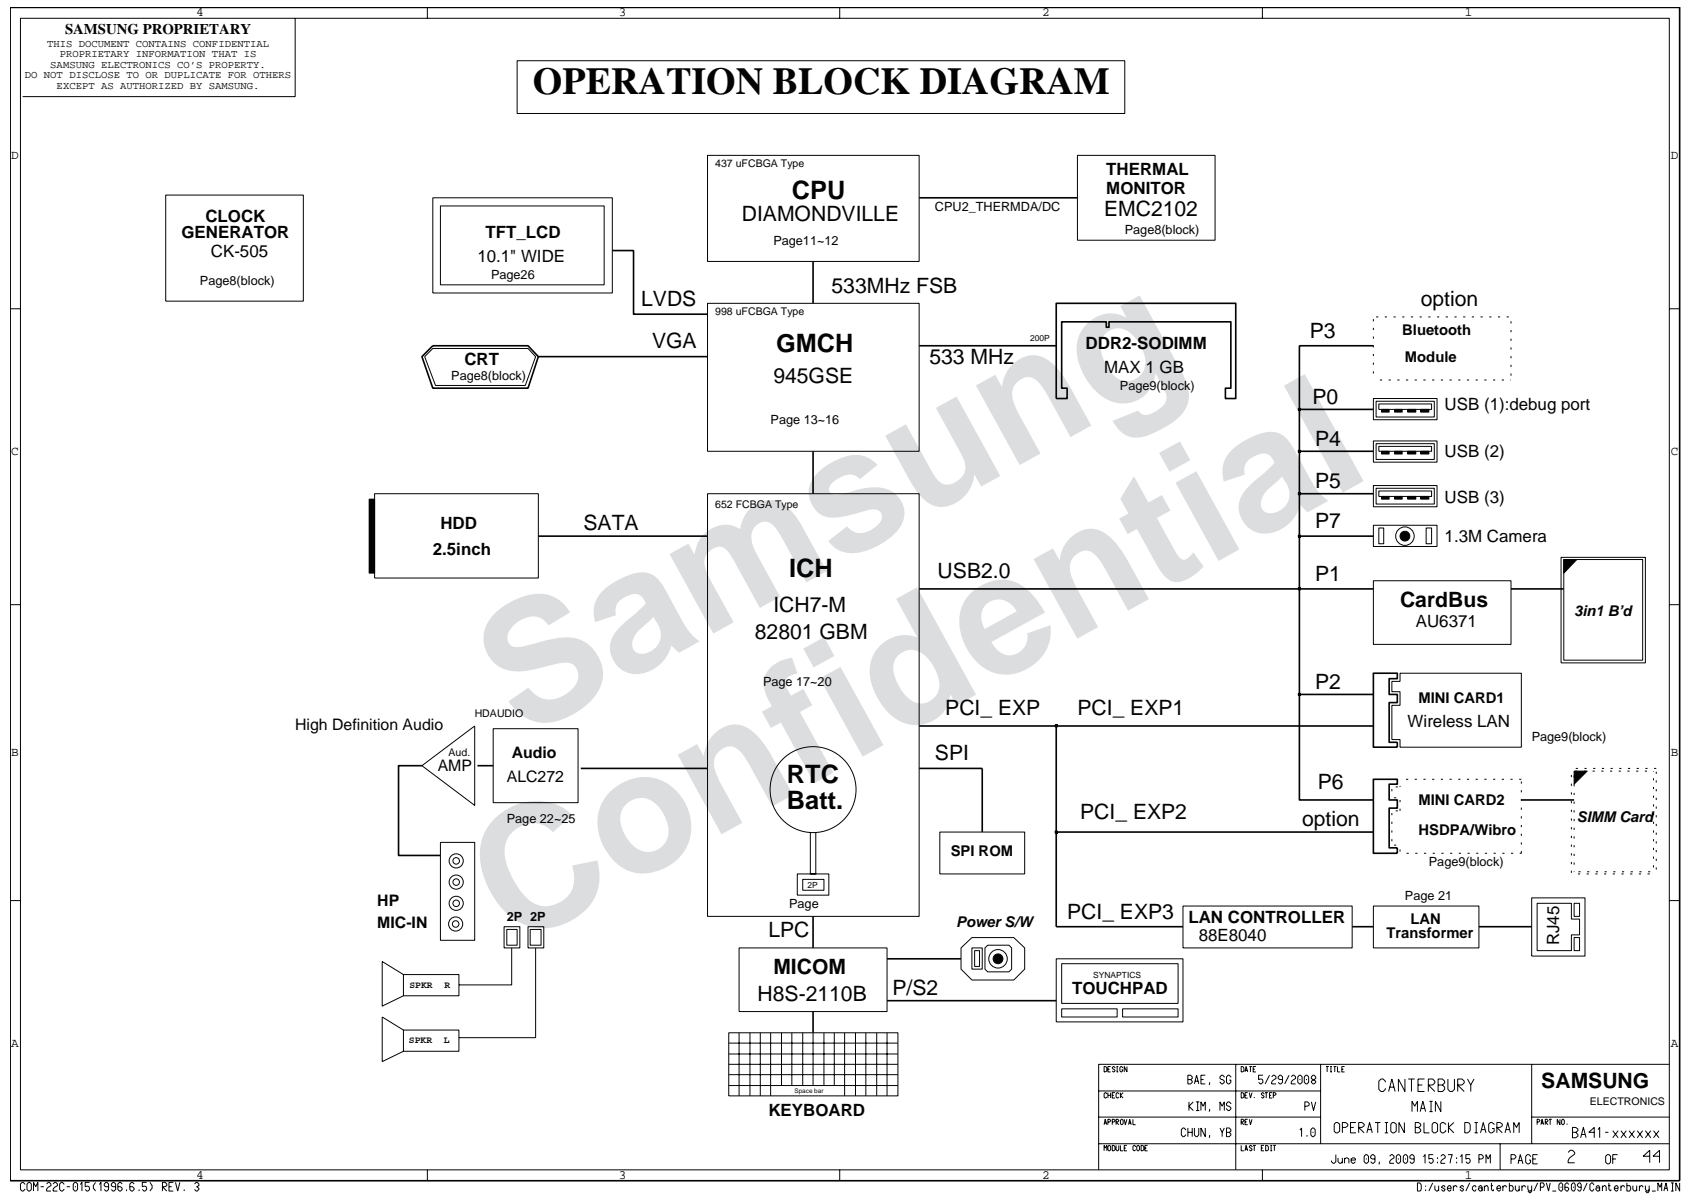 4 3 2 1
SAMSUNG PROPRIETARY
THIS DOCUMENT CONTAINS CONFIDENTIAL
PROPRIETARY INFORMATION THAT IS
SAMSUNG ELECTRONICS CO'S PROPERTY.
DO NOT DISCLOSE TO OR DUPLICATE FOR OTHERS
EXCEPT AS AUTHORIZED BY SAMSUNG.
OPERATION BLOCK DIAGRAM
D D
437 uFCBGA Type
CPU
DIAMONDVILLE
Page11~12
CPU2_THERMDA/DC
THERMAL
MONITOR
EMC2102
Page8(block)
CLOCK
GENERATOR
CK-505
Page8(block)
TFT_LCD
10.1" WIDE
Page26
LVDS
533MHz FSB
998 uFCBGA Type
GMCH
945GSE
Page 13~16
VGA
CRT
Page8(block)
533 MHz
200P
DDR2-SODIMM
MAX 1 GB
Page9(block)
option
P3
Bluetooth
Module
P0
USB (1):debug port
P4
USB (2)
C C
P5
USB (3)
P7
1.3M Camera
HDD
2.5inch
SATA
652 FCBGA Type
ICH
ICH7-M
82801 GBM
Page 17~20
USB2.0
P1
CardBus
AU6371
3in1 B'd
P2
MINI CARD1
Wireless LAN
Page9(block)
PCI_ EXP
PCI_ EXP1
High Definition Audio
HDAUDIO
Aud.
AMP
Audio
ALC272
Page 22~25
B B
RTC
Batt.
2P
Page
SPI
SPI ROM
P6
option
PCI_ EXP2
MINI CARD2
HSDPA/Wibro
Page9(block)
SIMM Card
HP
MIC-IN
2P 2P
SPKR R
SPKR L
LPC
PCI_ EXP3
LAN CONTROLLER
88E8040
Page 21
LAN
Transformer
RJ45
Power S/W
MICOM
H8S-2110B
P/S2
SYNAPTICS
TOUCHPAD
A A
Space bar
KEYBOARD
Samsung
Confidential
DESIGN
BAE, SG
DATE
5/29/2008
TITLE
CANTERBURY
MAIN
OPERATION BLOCK DIAGRAM
SAMSUNG
ELECTRONICS
CHECK
KIM, MS
DEV. STEP
PV
APPROVAL
CHUN, YB
REV
1.0
PART NO.
BA41-xxxxxx
MODULE CODE
LAST EDIT
June 09, 2009 15:27:15 PM
PAGE 2 OF 44
4 3 2 1
COM-22C-015(1996.6.5) REV. 3
D:/users/canterbury/PV_0609/Canterbury_MAIN